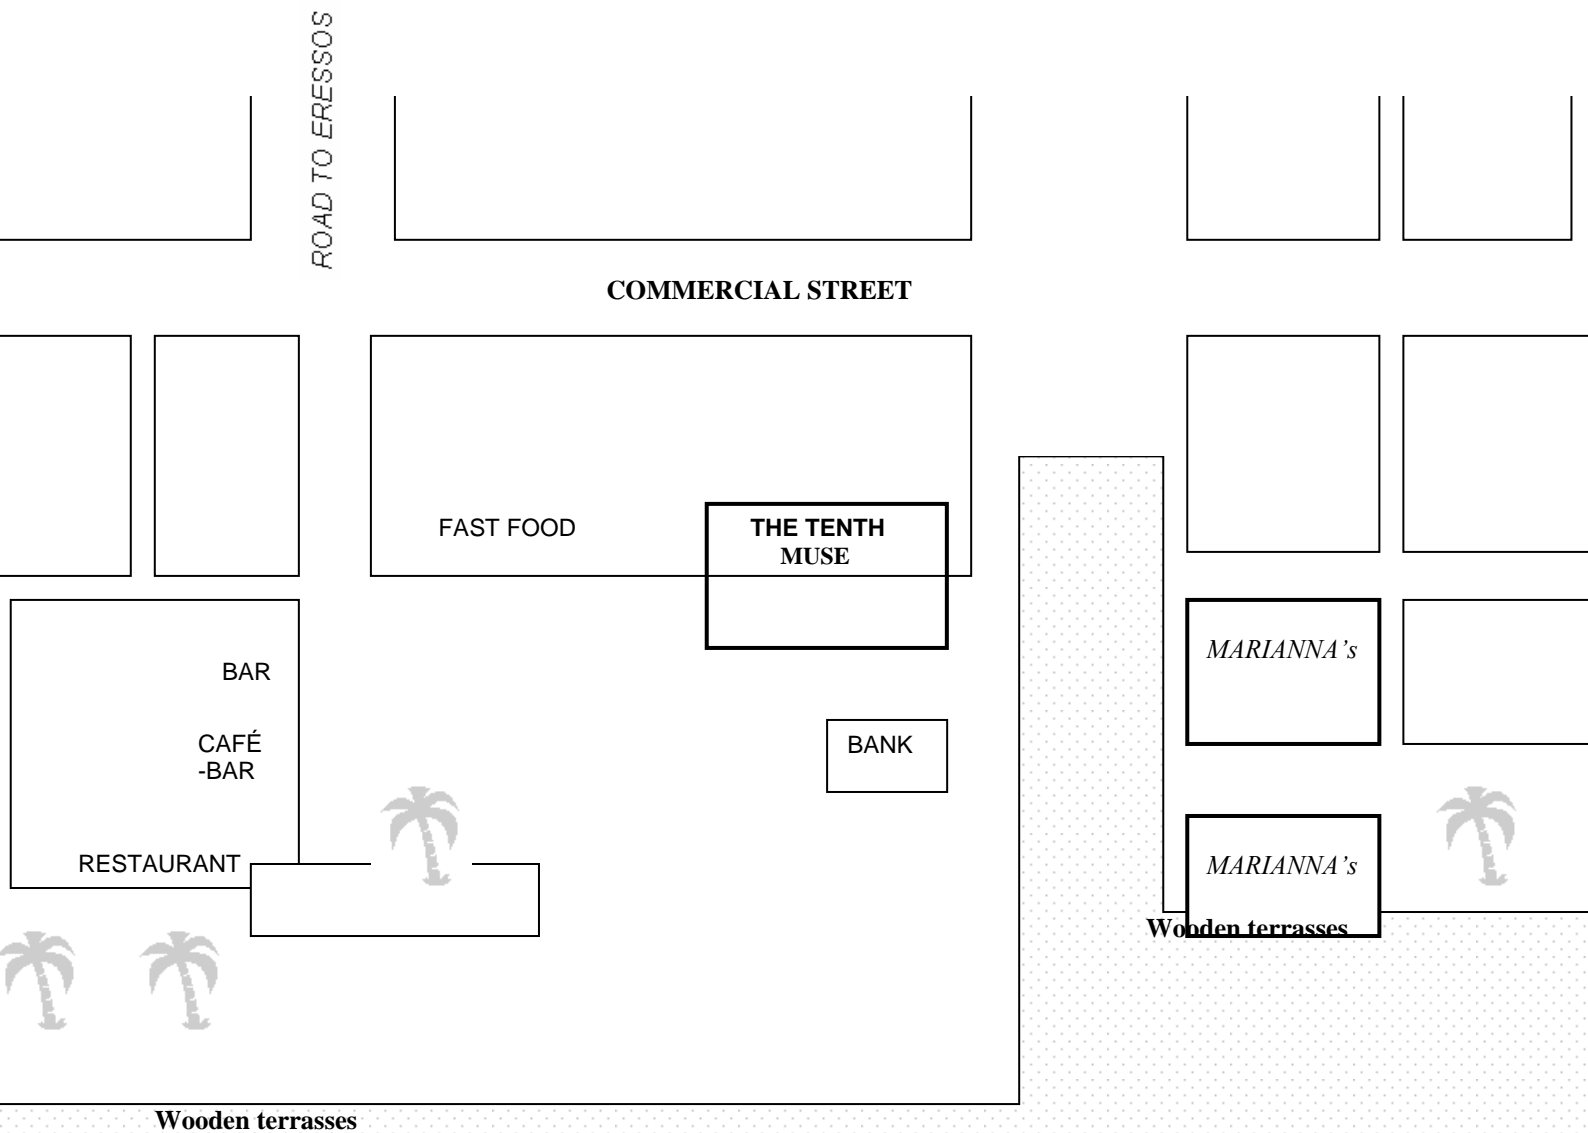 ROAD TO ERESSOS
COMMERCIAL STREET
FAST FOOD
THE TENTH
MUSE
BAR
MARIANNA’s
CAFÉ
-BAR
BANK
RESTAURANT
MARIANNA’s
Wooden terrasses
Wooden terrasses